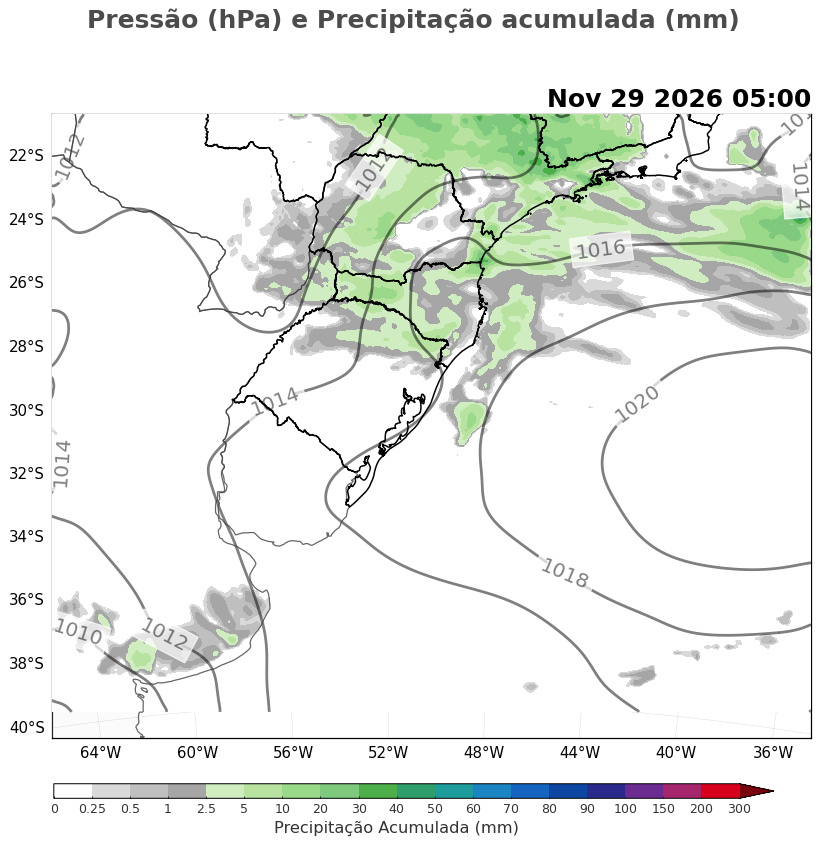 Pressão (hPa) e Precipitação acumulada (mm)
Nov 29 2026 05:00
1012
1012
1014
1016
1014
1020
1014
1018
1010
1012
22°S
24°S
26°S
28°S
30°S
32°S
34°S
36°S
38°S
40°S
64°W 60°W 56°W 52°W 48°W 44°W 40°W 36°W
0 0.25 0.5 1 2.5 5 10 20 30 40 50 60 70 80 90 100 150 200 300
Precipitação Acumulada (mm)